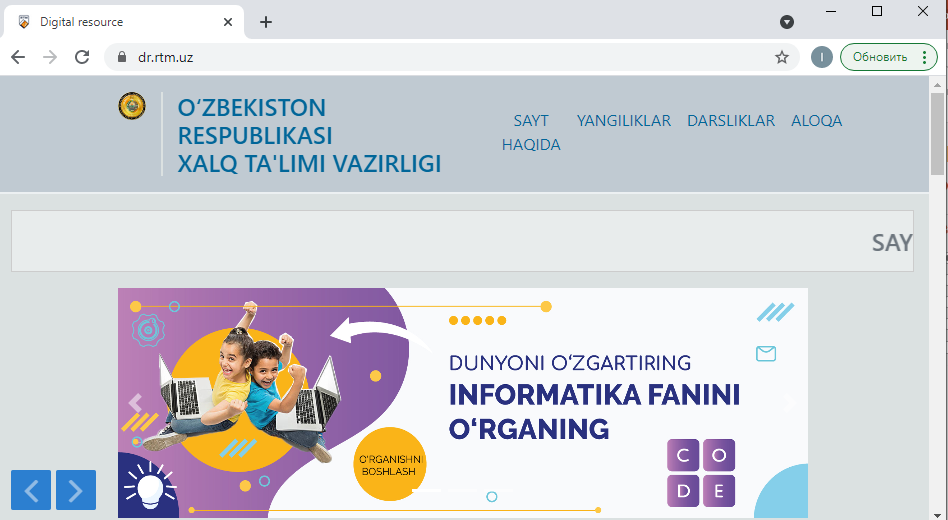 Digital resource
dr.rtm.uz
I
Обновить
O‘ZBEKISTON
RESPUBLIKASI
XALQ TA'LIMI VAZIRLIGI
SAYT
HAQIDA
YANGILIKLAR
DARSLIKLAR
ALOQA
SAY
DUNYONI O‘ZGARTIRING
INFORMATIKA FANINI
O‘RGANING
O‘RGANISHNI
BOSHLASH
C O
D E